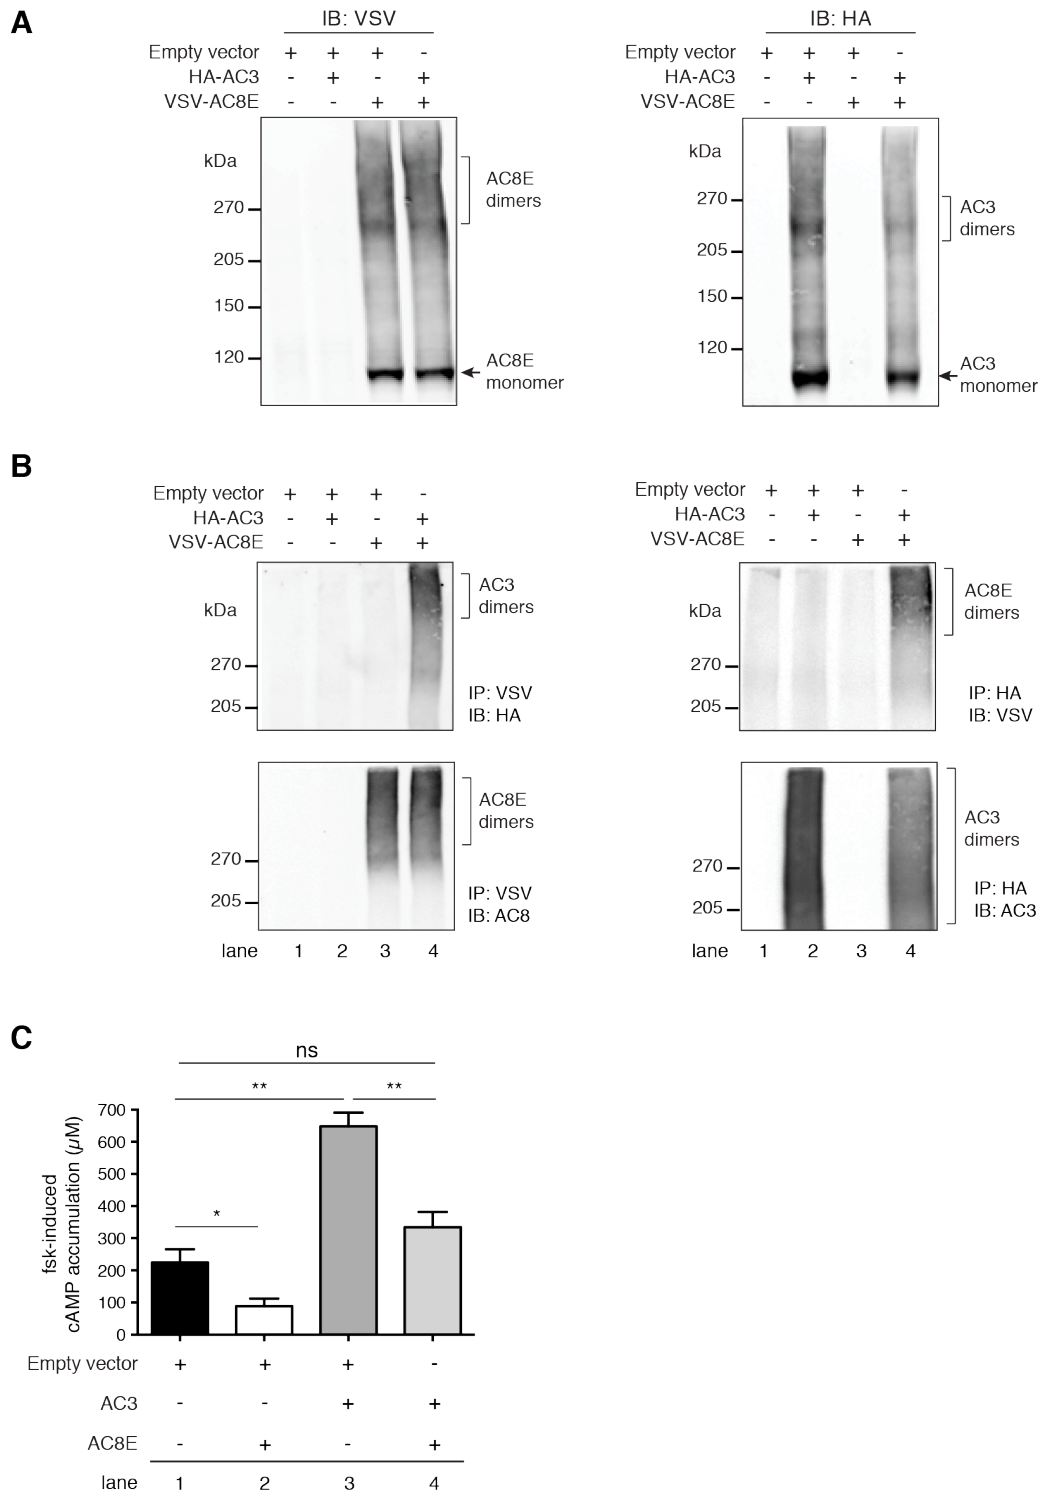 A
IB: VSV
Empty vector + + + -
HA-AC3 - + - +
VSV-AC8E - - + +
kDa
270
205
150
120
AC8E
dimers
AC8E
monomer
IB: HA
Empty vector + + + -
HA-AC3 - + - +
VSV-AC8E - - + +
kDa
270
205
150
120
AC3
dimers
AC3
monomer
B
Empty vector + + + -
HA-AC3 - + - +
VSV-AC8E - - + +
kDa
270
205
AC3
dimers
IP: VSV
IB: HA
270
205
AC8E
dimers
IP: VSV
IB: AC8
lane 1 2 3 4
Empty vector + + + -
HA-AC3 - + - +
VSV-AC8E - - + +
kDa
270
205
AC8E
dimers
IP: HA
IB: VSV
270
205
AC3
dimers
IP: HA
IB: AC3
lane 1 2 3 4
C
ns
** **
*
fsk-induced
cAMP accumulation (µM)
700
600
500
400
300
200
100
0
Empty vector + + + -
AC3 - - + +
AC8E - + - +
lane 1 2 3 4